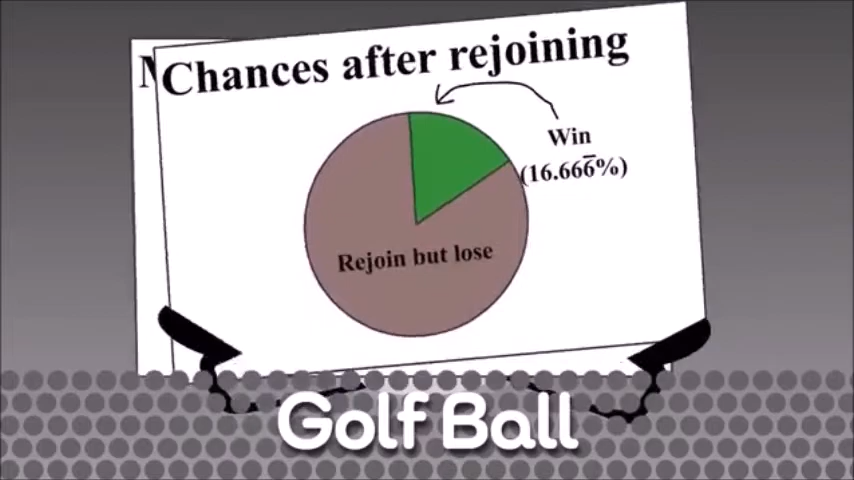 Chances after rejoining
Win
(16.666̅%)
Rejoin but lose
Golf Ball